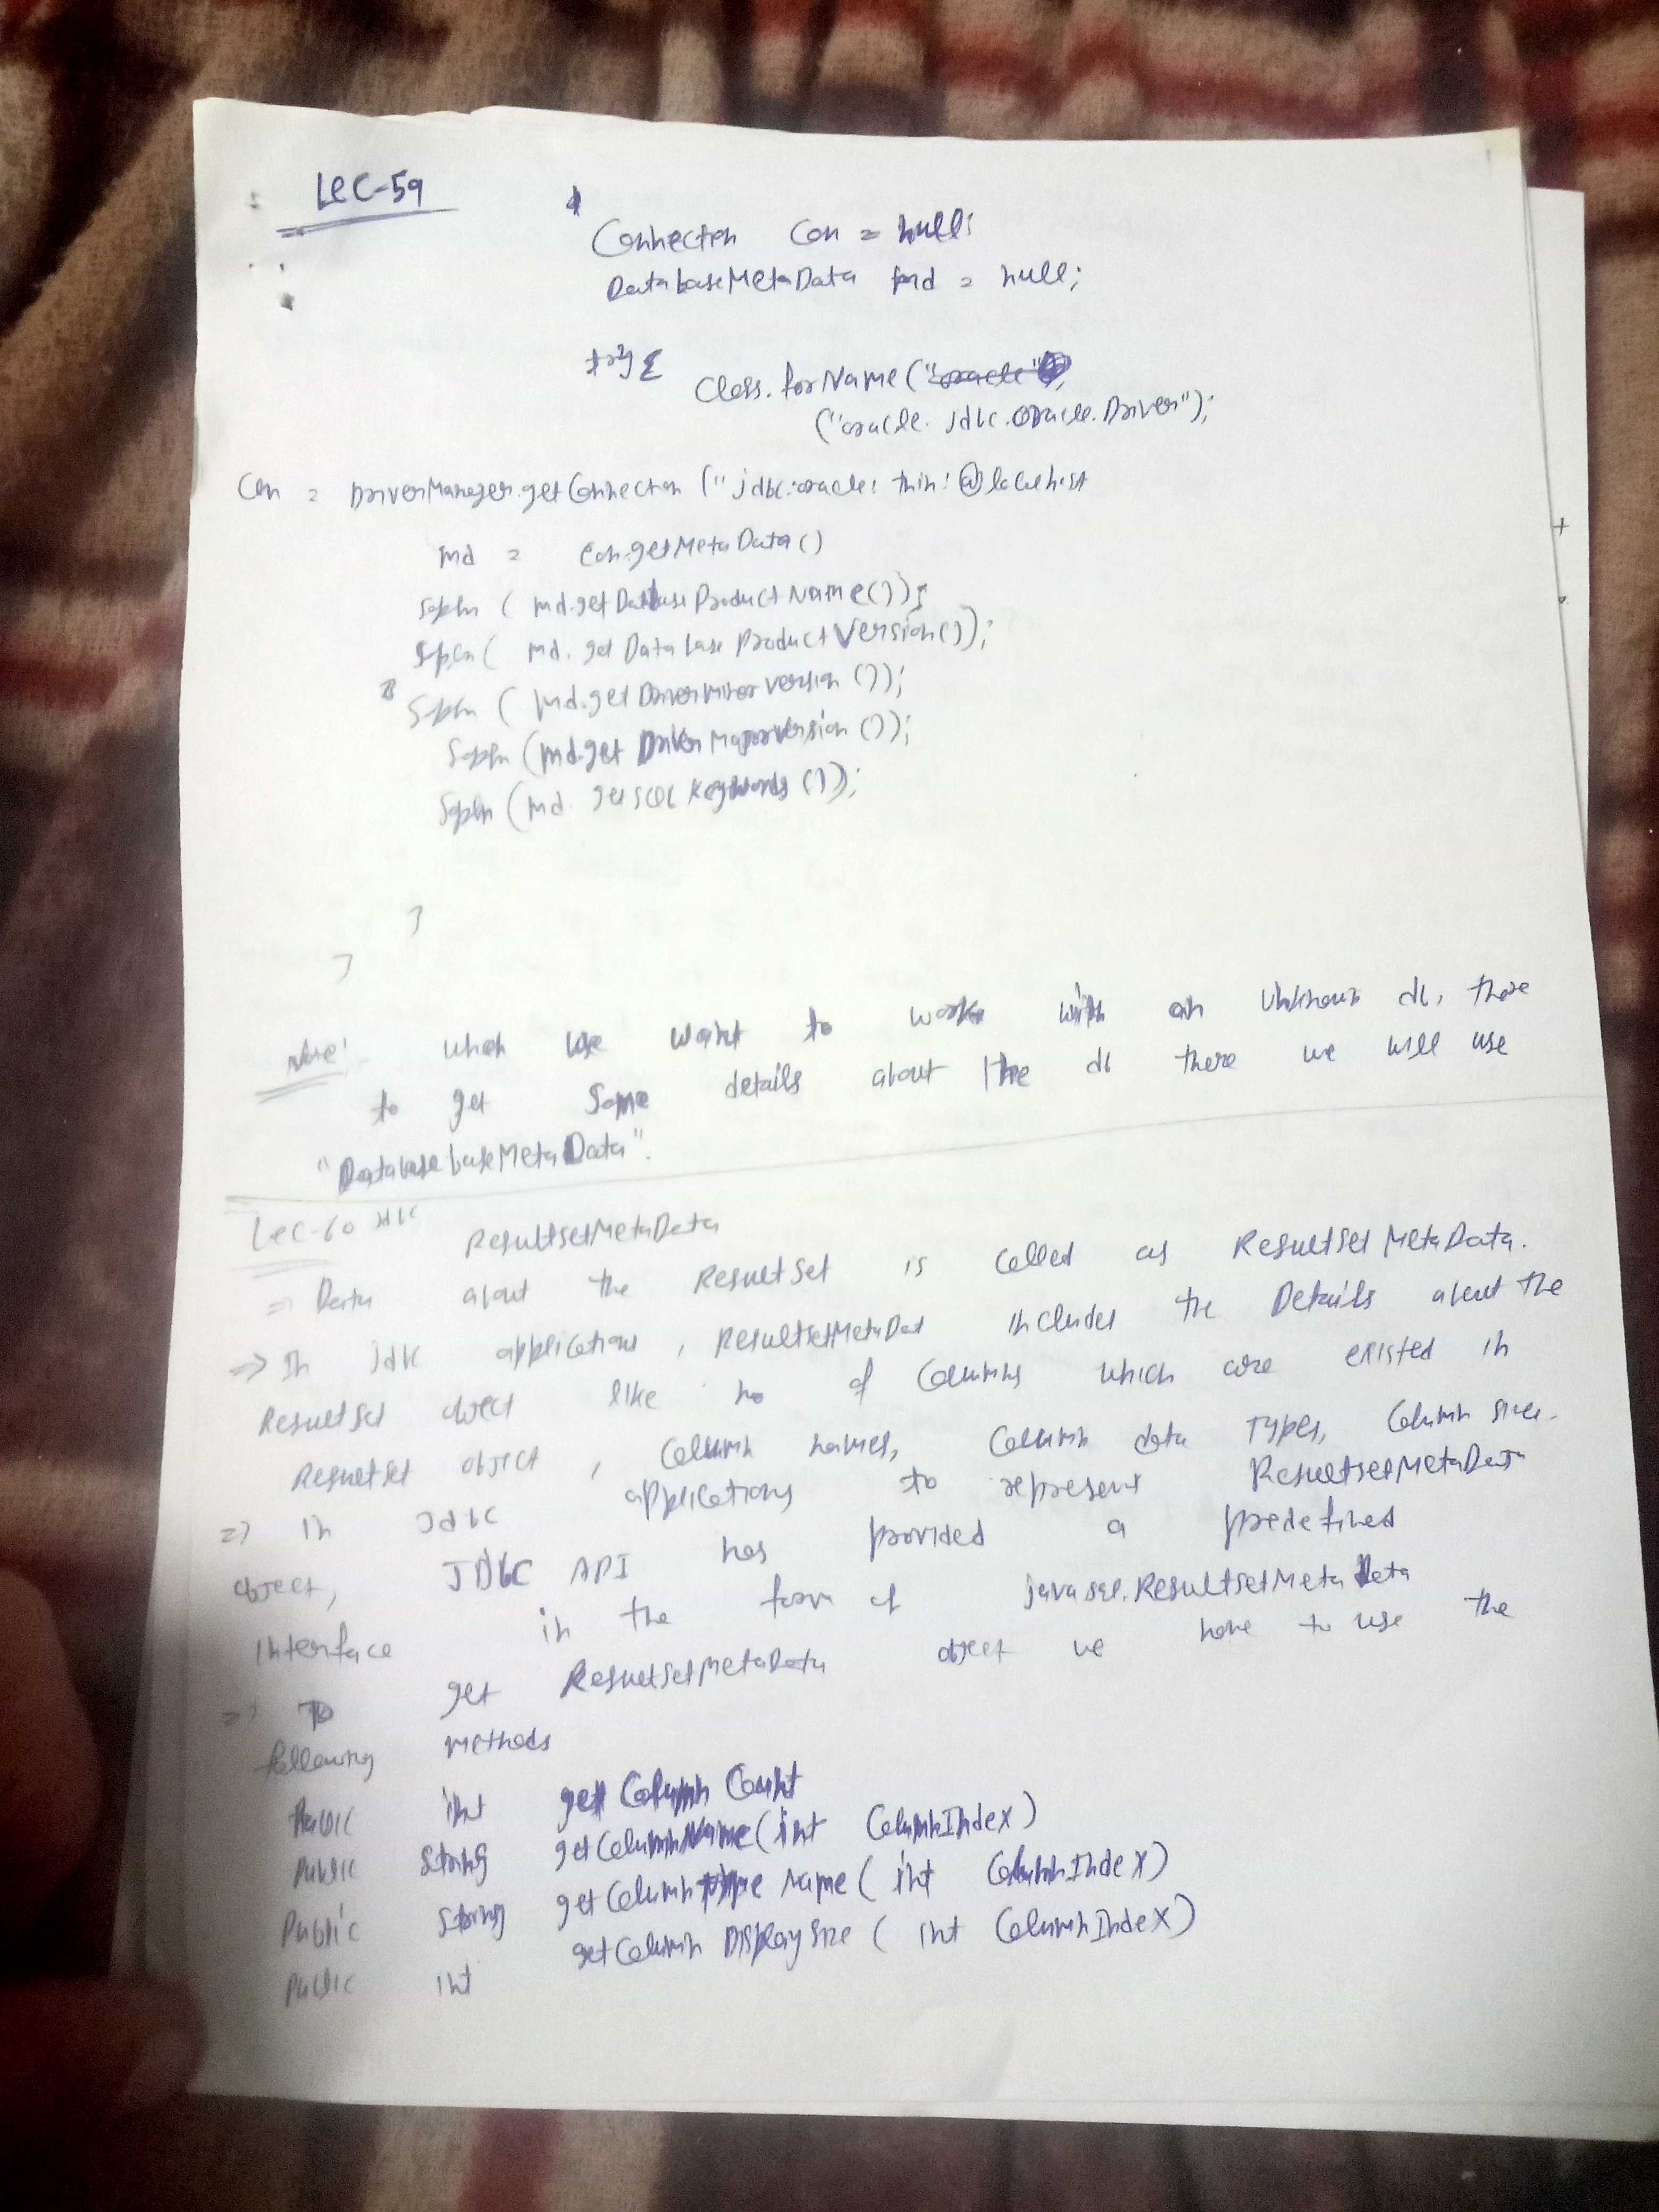 Lec-59
Connection Con = null;
DatabaseMetaData md = null;
try {
Class.forName("oracle"
("oracle.jdbc.oracle.Driver");
Con = DriverManager.getConnection ("jdbc:oracle:thin:@localhost
md = con.getMetaData()
Sopln ( md.getDatabaseProductName());
Sopln ( md.getDatabaseProductVersion());
Sopln ( md.getDriverMinorVersion ());
Sopln (md.getDriverMajorVersion ());
Sopln (md.getSQLKeywords ());
}
}
Note:- when we want to work with an unknown db, there
to get some details about the db there we will use
"DatabasebaseMetaData".
Lec-60 Jdbc
ResultSetMetaData
=> Data about the ResultSet is called as ResultSetMetaData.
=> In jdbc applications, ResultSetMetaDat includes the Details about the
ResultSet object like no of Columns which are existed in
ResultSet object, Column names, Column data Types, Column sizes.
=> In Jdbc applications to represent ResultSetMetaData
object, JDbC API has provided a predefined
Interface in the form of java.sql.ResultSetMetaData
=> To get ResultSetMetaData object we have to use the
following methods
Public int getColumnCount
Public String getColumnName(int ColumnIndex)
Public String getColumntypeName(int ColumnIndex)
Public int getColumnDisplaySize (int ColumnIndex)